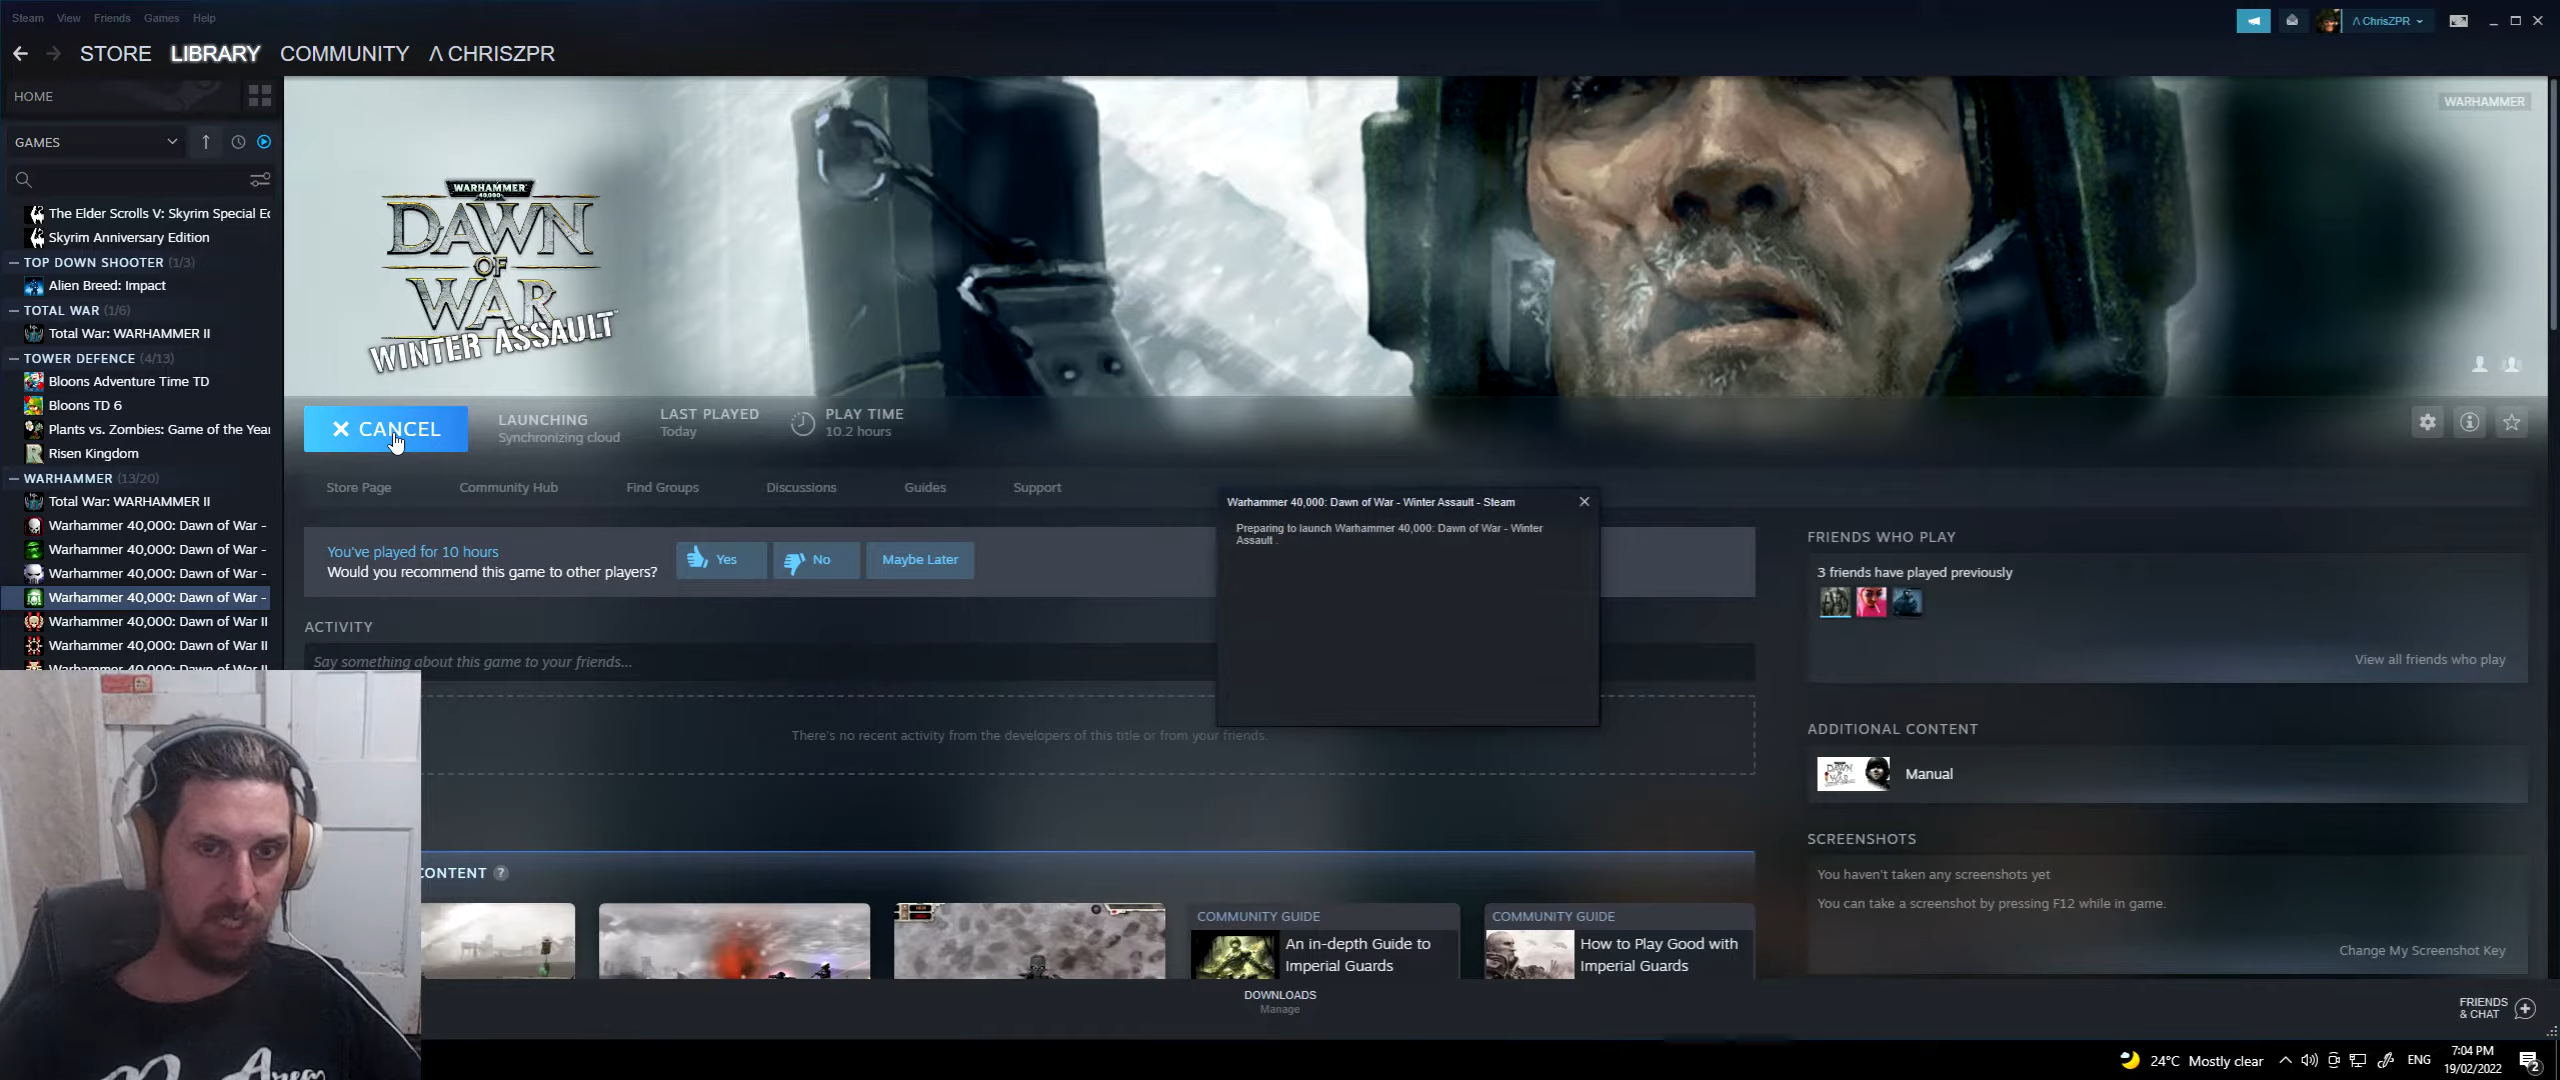 Steam View Friends Games Help
Λ ChrisZPR
STORE LIBRARY COMMUNITY Λ CHRISZPR
HOME
GAMES
The Elder Scrolls V: Skyrim Special Ec
Skyrim Anniversary Edition
— TOP DOWN SHOOTER (1/3)
Alien Breed: Impact
— TOTAL WAR (1/6)
Total War: WARHAMMER II
— TOWER DEFENCE (4/13)
Bloons Adventure Time TD
Bloons TD 6
Plants vs. Zombies: Game of the Year
Risen Kingdom
— WARHAMMER (13/20)
Total War: WARHAMMER II
Warhammer 40,000: Dawn of War -
Warhammer 40,000: Dawn of War -
Warhammer 40,000: Dawn of War -
Warhammer 40,000: Dawn of War -
Warhammer 40,000: Dawn of War II
Warhammer 40,000: Dawn of War II
Warhammer 40,000: Dawn of War II
WARHAMMER
WARHAMMER
40,000
DAWN
OF
WAR
WINTER ASSAULT
CANCEL
LAUNCHING
Synchronizing cloud
LAST PLAYED
Today
PLAY TIME
10.2 hours
Store Page Community Hub Find Groups Discussions Guides Support
You've played for 10 hours
Would you recommend this game to other players?
Yes No Maybe Later
Warhammer 40,000: Dawn of War - Winter Assault - Steam
Preparing to launch Warhammer 40,000: Dawn of War - Winter
Assault .
ACTIVITY
Say something about this game to your friends...
There's no recent activity from the developers of this title or from your friends.
FRIENDS WHO PLAY
3 friends have played previously
View all friends who play
ADDITIONAL CONTENT
DAWN
WAR
Manual
SCREENSHOTS
You haven't taken any screenshots yet
You can take a screenshot by pressing F12 while in game.
Change My Screenshot Key
CONTENT ?
COMMUNITY GUIDE
An in-depth Guide to
Imperial Guards
COMMUNITY GUIDE
How to Play Good with
Imperial Guards
DOWNLOADS
Manage
FRIENDS
& CHAT
24°C Mostly clear
ENG
7:04 PM
19/02/2022
2